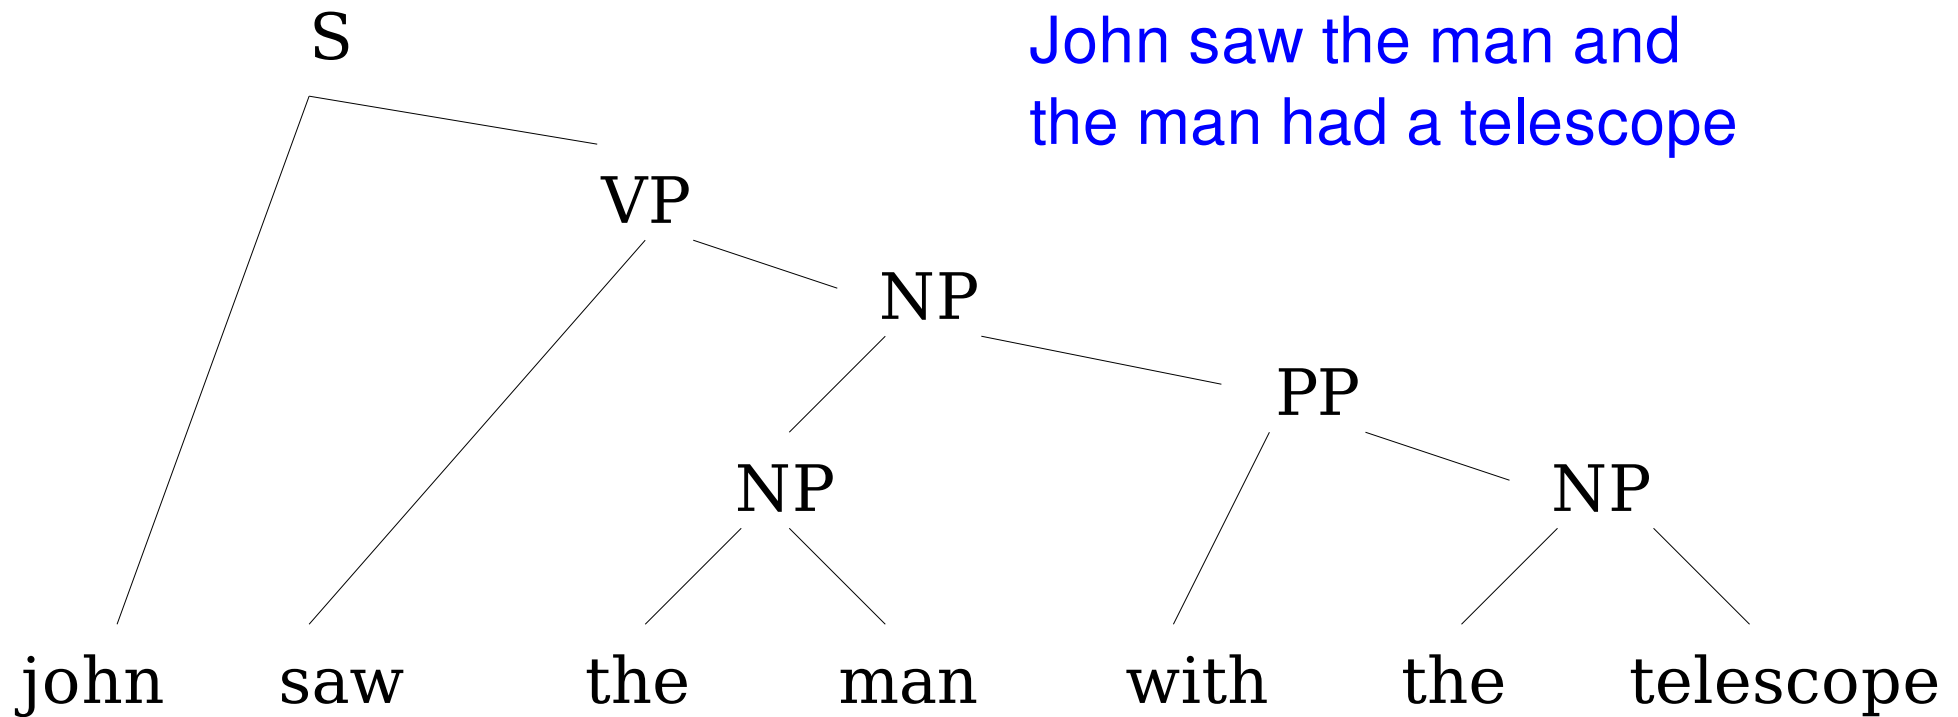 S
John saw the man and
the man had a telescope
VP
NP
PP
NP
NP
john saw the man with the telescope